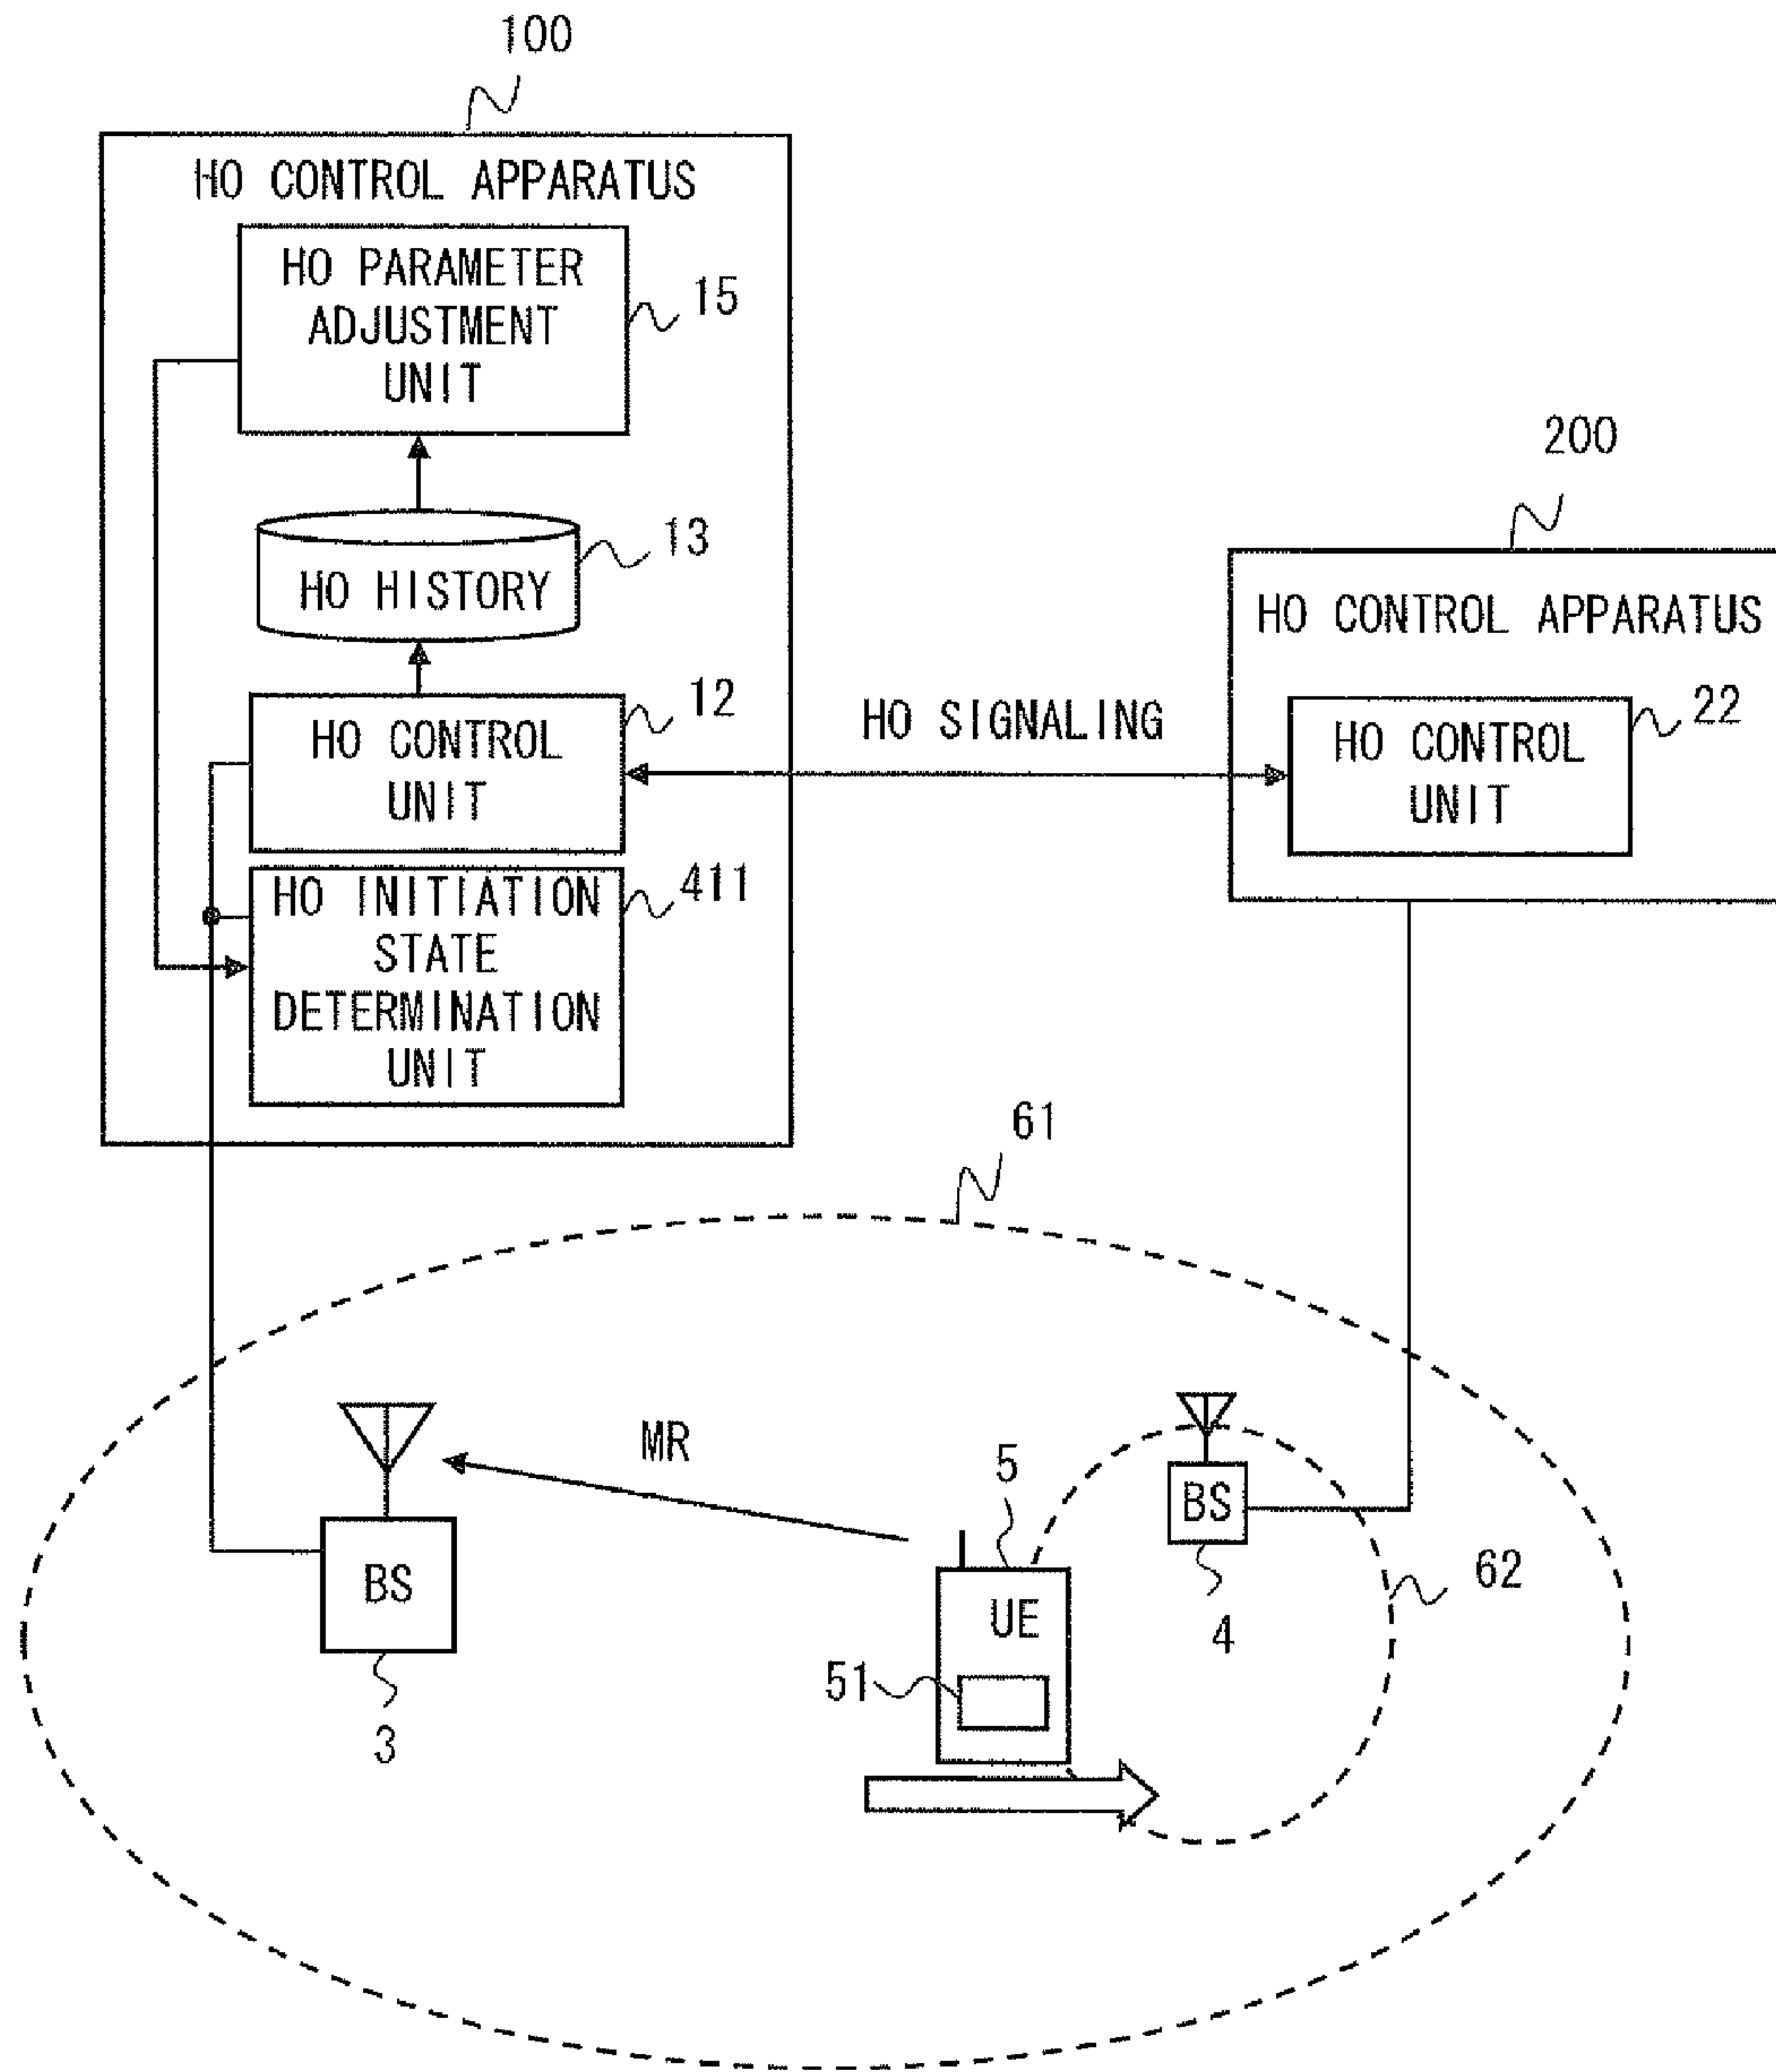 100
HO CONTROL APPARATUS
HO PARAMETER
ADJUSTMENT
UNIT
15
HO HISTORY
13
HO CONTROL
UNIT
12
HO INITIATION
STATE
DETERMINATION
UNIT
411
HO SIGNALING
200
HO CONTROL APPARATUS
HO CONTROL
UNIT
22
61
MR
BS
3
5
UE
51
BS
4
62